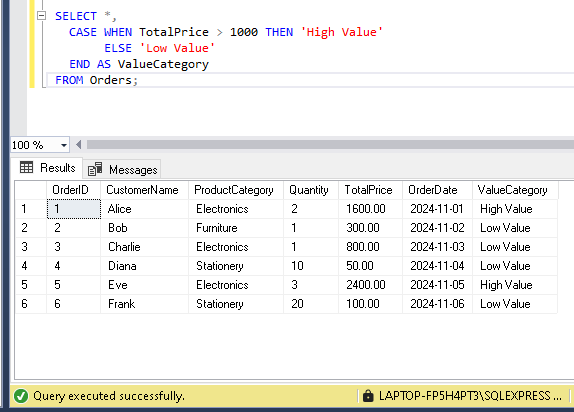 SELECT *,
CASE WHEN TotalPrice > 1000 THEN 'High Value'
ELSE 'Low Value'
END AS ValueCategory
FROM Orders;
100 %
Results Messages
OrderID CustomerName ProductCategory Quantity TotalPrice OrderDate ValueCategory
1 1 Alice Electronics 2 1600.00 2024-11-01 High Value
2 2 Bob Furniture 1 300.00 2024-11-02 Low Value
3 3 Charlie Electronics 1 800.00 2024-11-03 Low Value
4 4 Diana Stationery 10 50.00 2024-11-04 Low Value
5 5 Eve Electronics 3 2400.00 2024-11-05 High Value
6 6 Frank Stationery 20 100.00 2024-11-06 Low Value
Query executed successfully. LAPTOP-FP5H4PT3\SQLEXPRESS ...